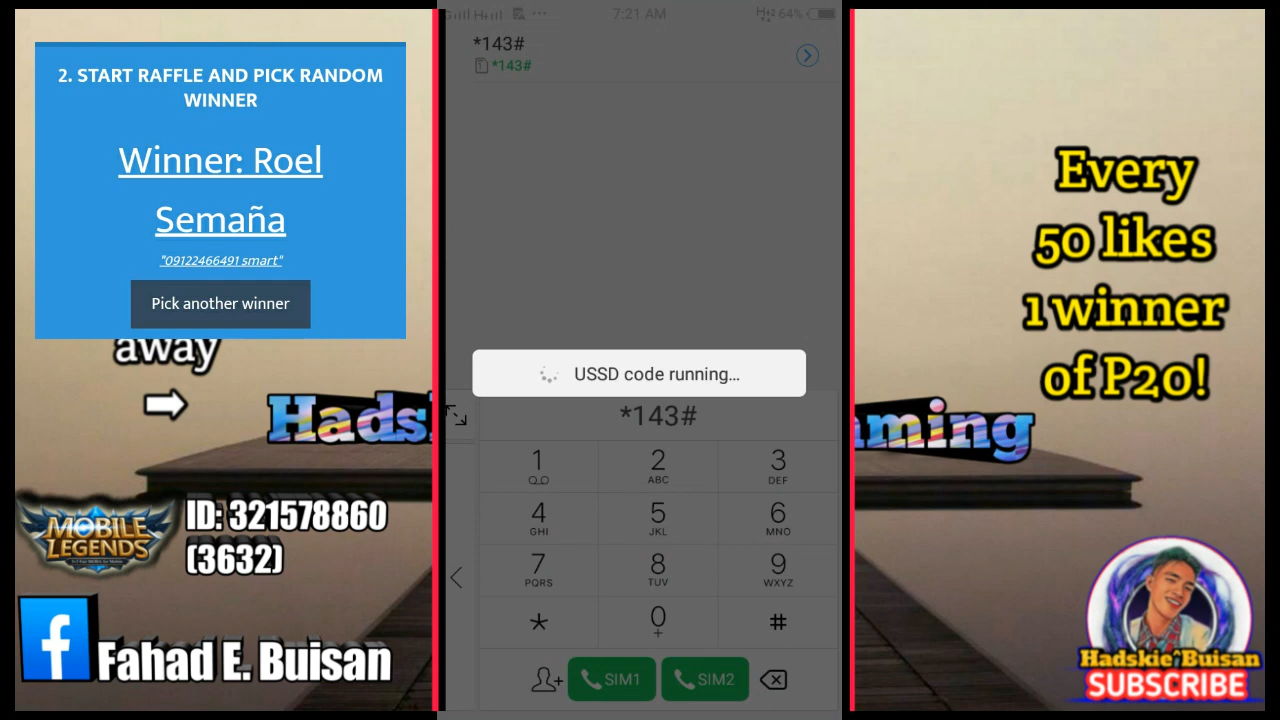 2. START RAFFLE AND PICK RANDOM
WINNER
Winner: Roel
Semaña
"09122466491 smart"
Pick another winner
away
Hads
MOBILE
LEGENDS
ID: 321578860
(3632)
f
Fahad E. Buisan
7:21 AM
64%
*143#
1 *143#
USSD code running...
*143#
1
2
ABC
3
DEF
4
GHI
5
JKL
6
MNO
7
PQRS
8
TUV
9
WXYZ
*
0
+
#
SIM1
SIM2
Every
50 likes
1 winner
of P20!
ming
Hadskie Buisan
SUBSCRIBE